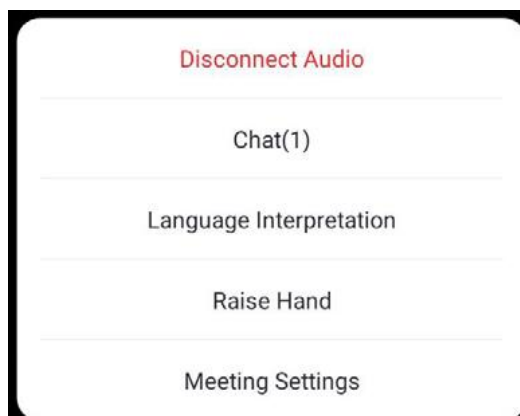 Disconnect Audio
Chat(1)
Language Interpretation
Raise Hand
Meeting Settings